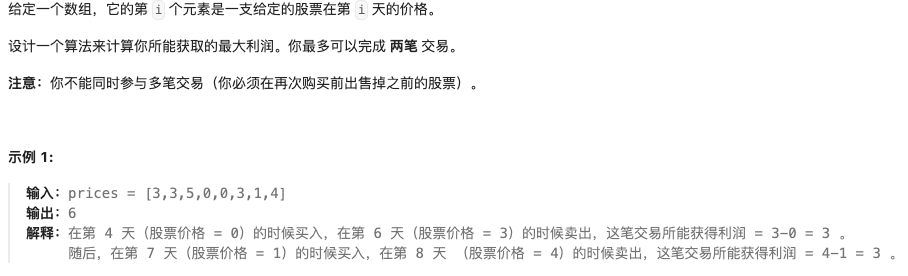 给定一个数组，它的第 i 个元素是一支给定的股票在第 i 天的价格。
设计一个算法来计算你所能获取的最大利润。你最多可以完成 两笔 交易。
注意：你不能同时参与多笔交易（你必须在再次购买前出售掉之前的股票）。
示例 1:
输入：prices = [3,3,5,0,0,3,1,4]
输出：6
解释：在第 4 天（股票价格 = 0）的时候买入，在第 6 天（股票价格 = 3）的时候卖出，这笔交易所能获得利润 = 3-0 = 3 。
随后，在第 7 天（股票价格 = 1）的时候买入，在第 8 天 （股票价格 = 4）的时候卖出，这笔交易所能获得利润 = 4-1 = 3 。